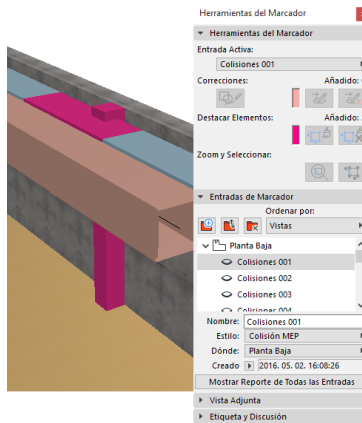 Herramientas del Marcador
Herramientas del Marcador
Entrada Activa:
Colisiones 001
Correcciones: Añadido:
Destacar Elementos: Añadido:
Zoom y Seleccionar:
Entradas de Marcador
Ordenar por:
Vistas
Planta Baja
Colisiones 001
Colisiones 002
Colisiones 003
Colisiones 004
Nombre: Colisiones 001
Estilo: Colisión MEP
Dónde: Planta Baja
Creado 2016. 05. 02. 16:08:26
Mostrar Reporte de Todas las Entradas
Vista Adjunta
Etiqueta y Discusión